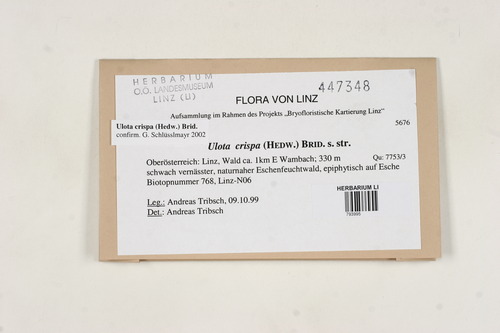 HERBARIUM
O.Ö. LANDESMUSEUM
LINZ (U)
447348
FLORA VON LINZ
Aufsammlung im Rahmen des Projekts „Bryofloristische Kartierung Linz“
Ulota crispa (Hedw.) Brid.
confirm. G. Schlüsslmayr 2002
5676
Ulota crispa (HEDW.) BRID. s. str.
Oberösterreich: Linz, Wald ca. 1km E Wambach; 330 m
Qu: 7753/3
schwach vernässter, naturnaher Eschenfeuchtwald, epiphytisch auf Esche
Biotopnummer 768, Linz-N06
HERBARIUM LI
Leg.: Andreas Tribsch, 09.10.99
Det.: Andreas Tribsch